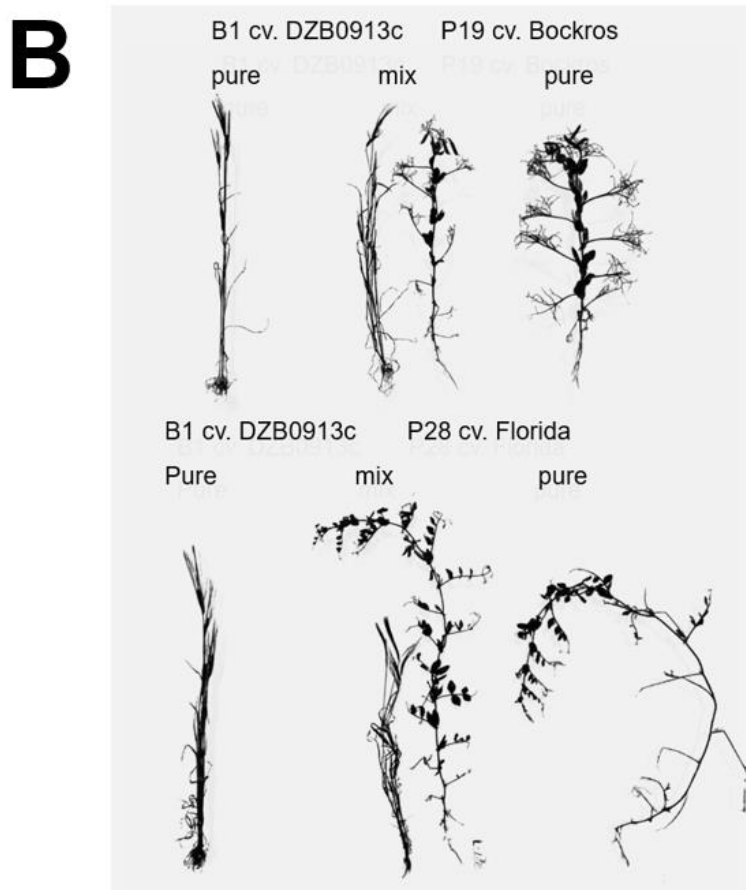 B
B1 cv. DZB0913c P19 cv. Bockros
pure mix pure
B1 cv. DZB0913c P28 cv. Florida
Pure mix pure